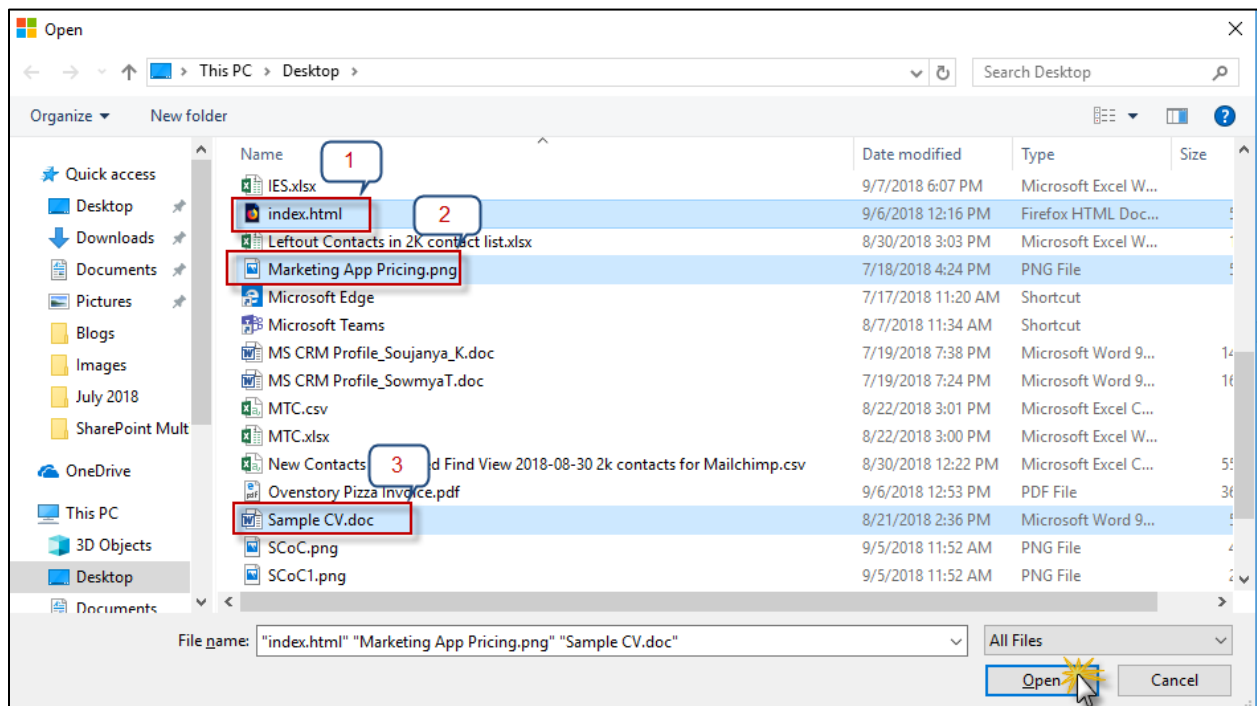 Open
This PC > Desktop >
Search Desktop
Organize
New folder
Name
Date modified
Type
Size
Quick access
Desktop
Downloads
Documents
Pictures
Blogs
Images
July 2018
SharePoint Mult
OneDrive
This PC
3D Objects
Desktop
Documents
1
IES.xlsx 9/7/2018 6:07 PM Microsoft Excel W...
index.html 9/6/2018 12:16 PM Firefox HTML Doc...
2
Leftout Contacts in 2K contact list.xlsx 8/30/2018 3:03 PM Microsoft Excel W...
Marketing App Pricing.png 7/18/2018 4:24 PM PNG File
Microsoft Edge 7/17/2018 11:20 AM Shortcut
Microsoft Teams 8/7/2018 11:34 AM Shortcut
MS CRM Profile_Soujanya_K.doc 7/19/2018 7:38 PM Microsoft Word 9...
MS CRM Profile_SowmyaT.doc 7/19/2018 7:24 PM Microsoft Word 9...
MTC.csv 8/22/2018 3:01 PM Microsoft Excel C...
MTC.xlsx 8/22/2018 3:00 PM Microsoft Excel W...
3
New Contacts d Find View 2018-08-30 2k contacts for Mailchimp.csv 8/30/2018 12:22 PM Microsoft Excel C...
Ovenstory Pizza Invoice.pdf 9/6/2018 12:53 PM PDF File
Sample CV.doc 8/21/2018 2:36 PM Microsoft Word 9...
SCoC.png 9/5/2018 11:52 AM PNG File
SCoC1.png 9/5/2018 11:52 AM PNG File
File name: "index.html" "Marketing App Pricing.png" "Sample CV.doc"
All Files
Open
Cancel